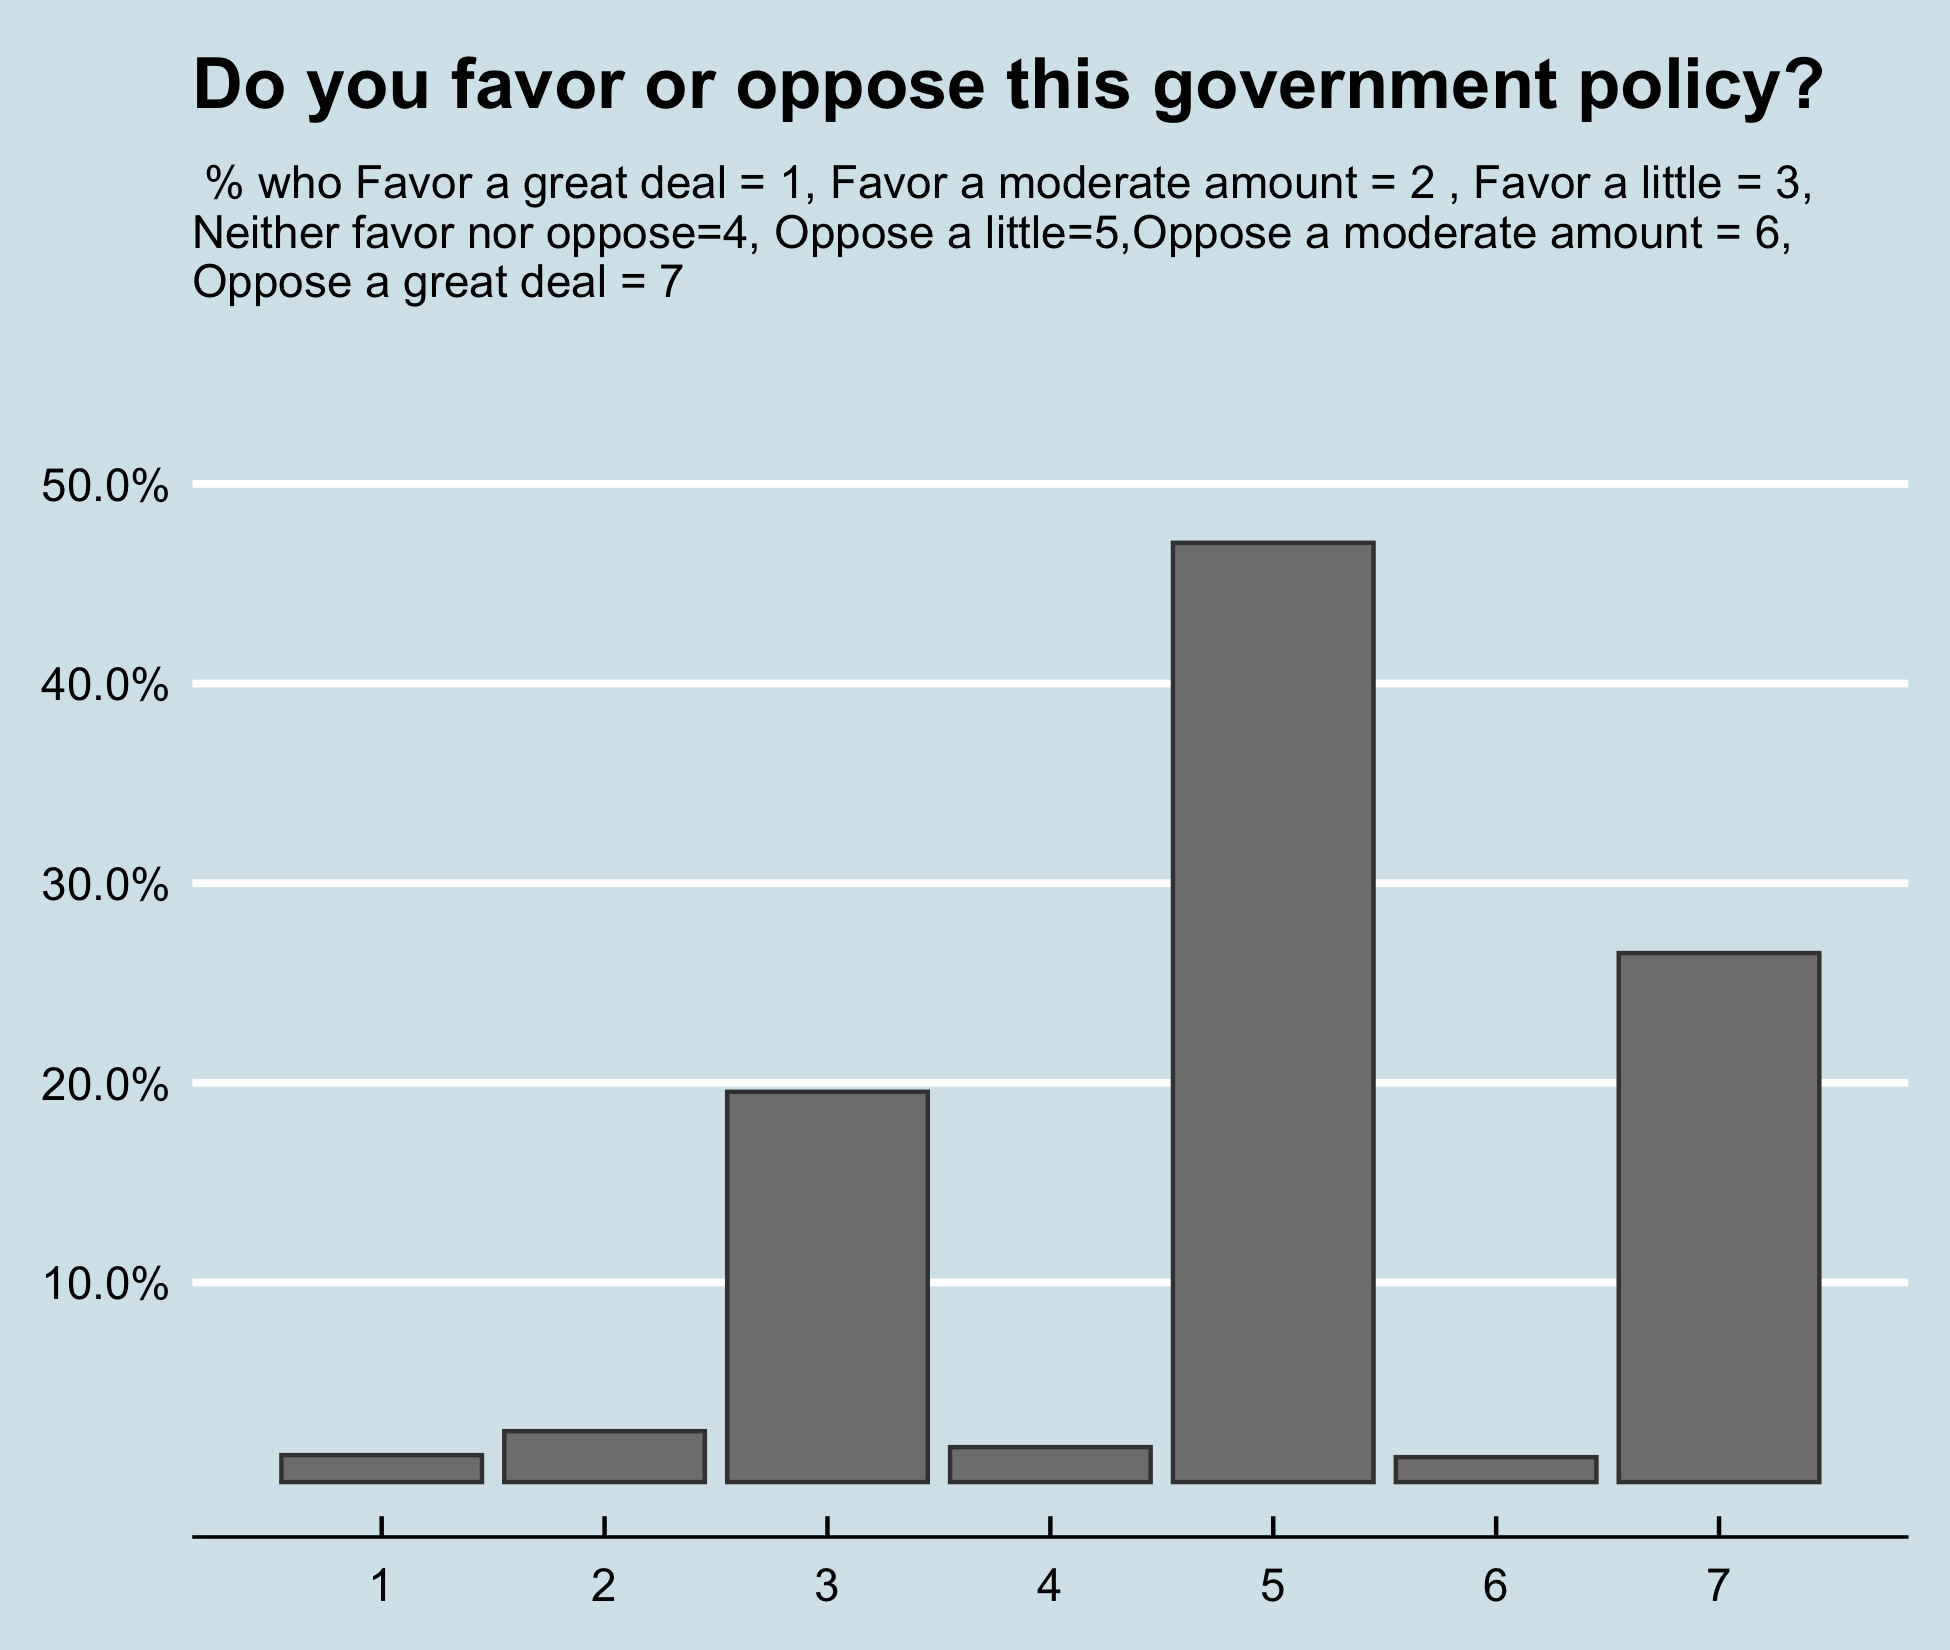 Do you favor or oppose this government policy?
% who Favor a great deal = 1, Favor a moderate amount = 2 , Favor a little = 3,
Neither favor nor oppose=4, Oppose a little=5,Oppose a moderate amount = 6,
Oppose a great deal = 7
50.0%
40.0%
30.0%
20.0%
10.0%
1 2 3 4 5 6 7